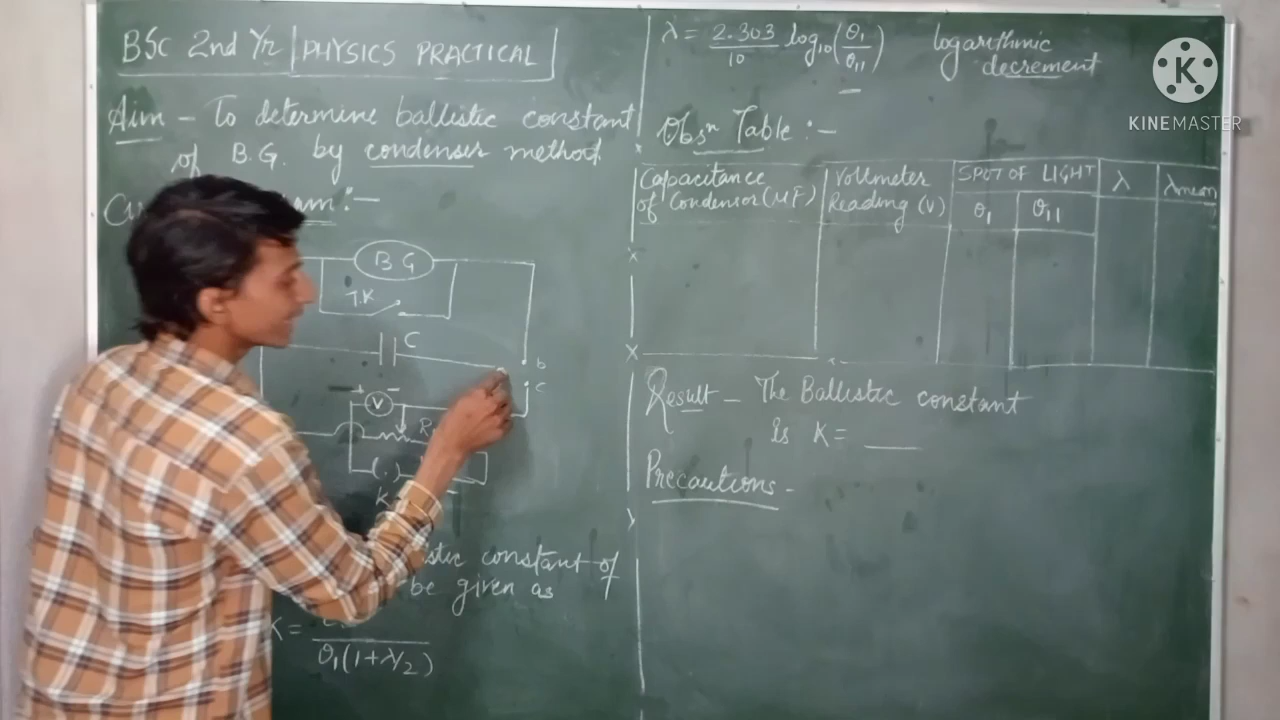 BSc 2nd Yr | PHYSICS PRACTICAL
Aim - To determine ballistic constant
of B.G. by condenser method.
am :-
B G
T.K
C
b
c
V
R
K
istic constant of
be given as
K =
θ₁(1+λ/2)
λ = 2.303/10 log₁₀(θ₁/θ₁₁) logarithmic
decrement
Obsⁿ Table :-
Capacitance of Condensor (μF) | Voltmeter Reading (V) | SPOT OF LIGHT | λ | λmean
θ₁ | θ₁₁
Result - The Ballistic constant
is K = ___
Precautions -
K
KINEMASTER